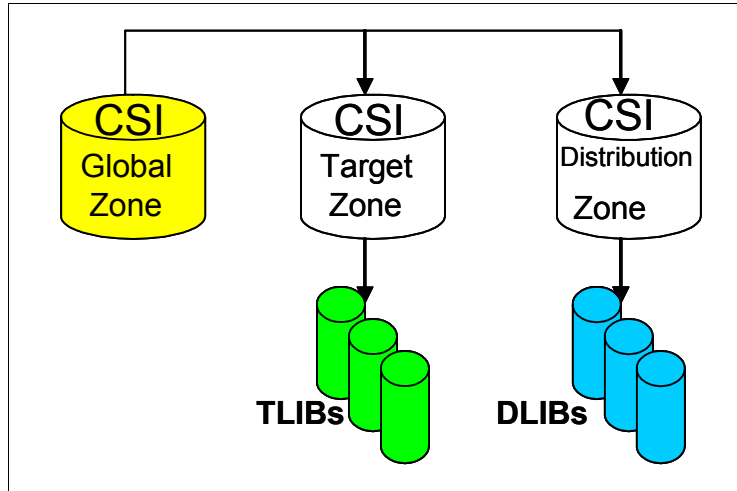 CSI
Global
Zone
CSI
Target
Zone
CSI
Distribution
Zone
TLIBs
DLIBs